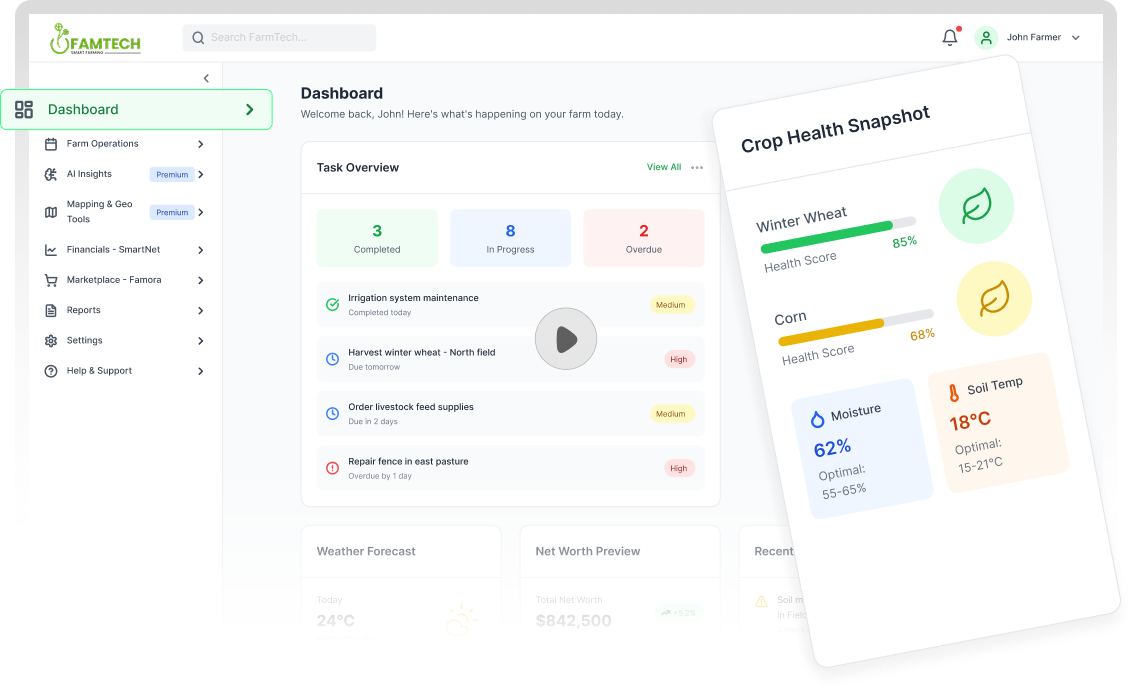 FAMTECH
SMART FARMING
Search FarmTech...
John Farmer
Dashboard
Farm Operations
AI Insights
Premium
Mapping & Geo
Tools
Premium
Financials - SmartNet
Marketplace - Famora
Reports
Settings
Help & Support
Dashboard
Welcome back, John! Here's what's happening on your farm today.
Task Overview
View All
3
Completed
8
In Progress
2
Overdue
Irrigation system maintenance
Completed today
Medium
Harvest winter wheat - North field
Due tomorrow
High
Order livestock feed supplies
Due in 2 days
Medium
Repair fence in east pasture
Overdue by 1 day
High
Weather Forecast
Today
24°C
Net Worth Preview
Total Net Worth
$842,500
+5.2%
Recent
Soil m
in Field
Crop Health Snapshot
Winter Wheat
85%
Health Score
Corn
68%
Health Score
Moisture
62%
Optimal:
55-65%
Soil Temp
18°C
Optimal:
15-21°C